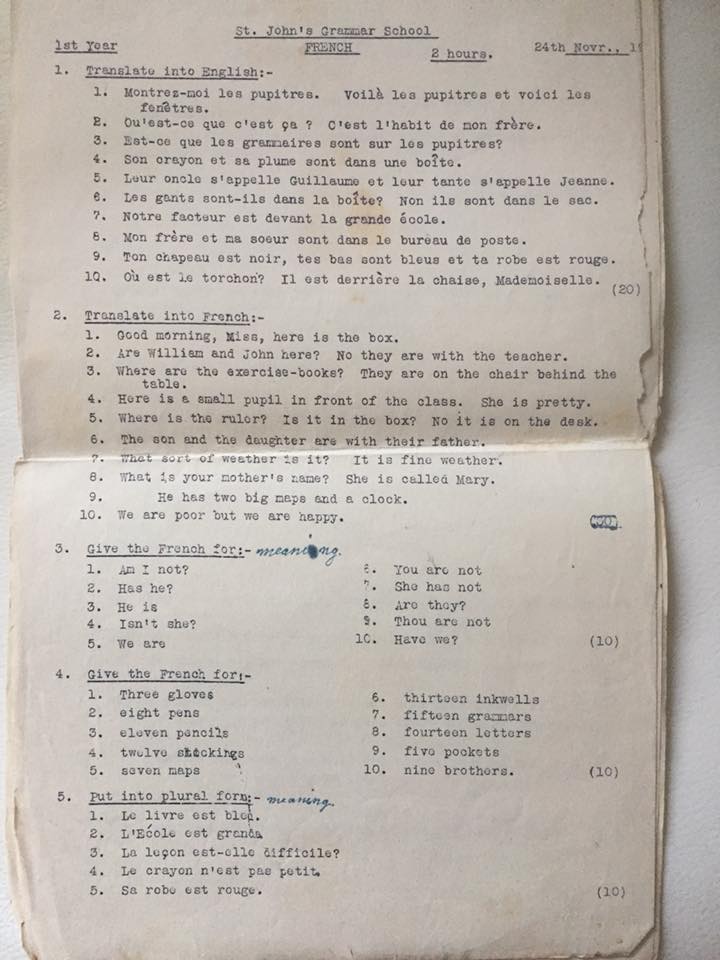 St. John's Grammar School
1st Year FRENCH 2 hours. 24th Novr., 19
1. Translate into English:-
1. Montrez-moi les pupitres. Voilà les pupitres et voici les
fenêtres.
2. Qu'est-ce que c'est ça ? C'est l'habit de mon frère.
3. Est-ce que les grammaires sont sur les pupitres?
4. Son crayon et sa plume sont dans une boîte.
5. Leur oncle s'appelle Guillaume et leur tante s'appelle Jeanne.
6. Les gants sont-ils dans la boîte? Non ils sont dans le sac.
7. Notre facteur est devant la grande école.
8. Mon frère et ma soeur sont dans le bureau de poste.
9. Ton chapeau est noir, tes bas sont bleus et ta robe est rouge.
10. Où est le torchon? Il est derrière la chaise, Mademoiselle.
(20)
2. Translate into French:-
1. Good morning, Miss, here is the box.
2. Are William and John here? No they are with the teacher.
3. Where are the exercise-books? They are on the chair behind the
table.
4. Here is a small pupil in front of the class. She is pretty.
5. Where is the ruler? Is it in the box? No it is on the desk.
6. The son and the daughter are with their father.
7. What sort of weather is it? It is fine weather.
8. What is your mother's name? She is called Mary.
9. He has two big maps and a clock.
10. We are poor but we are happy.
3. Give the French for:- meaning.
1. Am I not? 6. You are not
2. Has he? 7. She has not
3. He is 8. Are they?
4. Isn't she? 9. Thou are not
5. We are 10. Have we? (10)
4. Give the French for:-
1. Three gloves 6. thirteen inkwells
2. eight pens 7. fifteen grammars
3. eleven pencils 8. fourteen letters
4. twelve stockings 9. five pockets
5. seven maps 10. nine brothers. (10)
5. Put into plural form:- meaning.
1. Le livre est bleu.
2. L'École est grande
3. La leçon est-elle difficile?
4. Le crayon n'est pas petit.
5. Sa robe est rouge. (10)